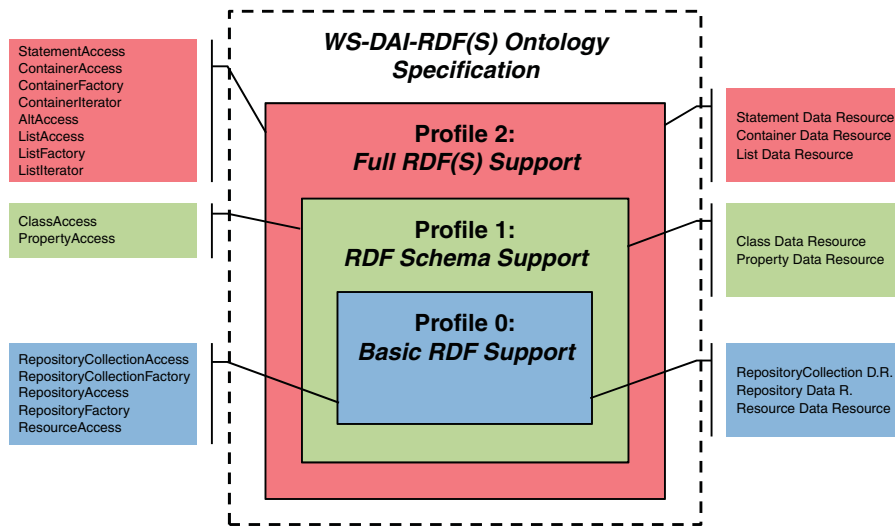 WS-DAI-RDF(S) Ontology
Specification
StatementAccess
ContainerAccess
ContainerFactory
ContainerIterator
AltAccess
ListAccess
ListFactory
ListIterator
Profile 2:
Full RDF(S) Support
Statement Data Resource
Container Data Resource
List Data Resource
ClassAccess
PropertyAccess
Profile 1:
RDF Schema Support
Class Data Resource
Property Data Resource
RepositoryCollectionAccess
RepositoryCollectionFactory
RepositoryAccess
RepositoryFactory
ResourceAccess
Profile 0:
Basic RDF Support
RepositoryCollection D.R.
Repository Data R.
Resource Data Resource